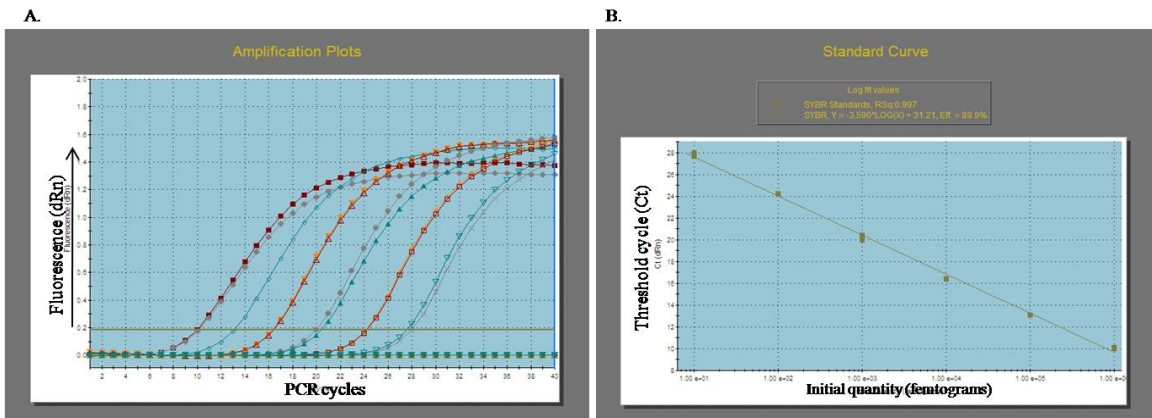 A.
Amplification Plots
2.0
1.8
1.6
1.4
1.2
1.0
0.8
0.6
0.4
0.2
0.0
Fluorescence (dRn)
Fluorescence (dRn)
2 4 6 8 10 12 14 16 18 20 22 24 26 28 30 32 34 36 38 40
PCR cycles
B.
Standard Curve
Log fit values
SYBR Standards, RSq:0.997
SYBR, Y = -3.590*LOG(X) + 31.21, Eff. = 89.9%
28
26
24
22
20
18
16
14
12
10
8
Threshold cycle (Ct)
Ct (dRn)
1.00 e+01 1.00 e+02 1.00 e+03 1.00 e+04 1.00 e+05
Initial quantity (femtograms)